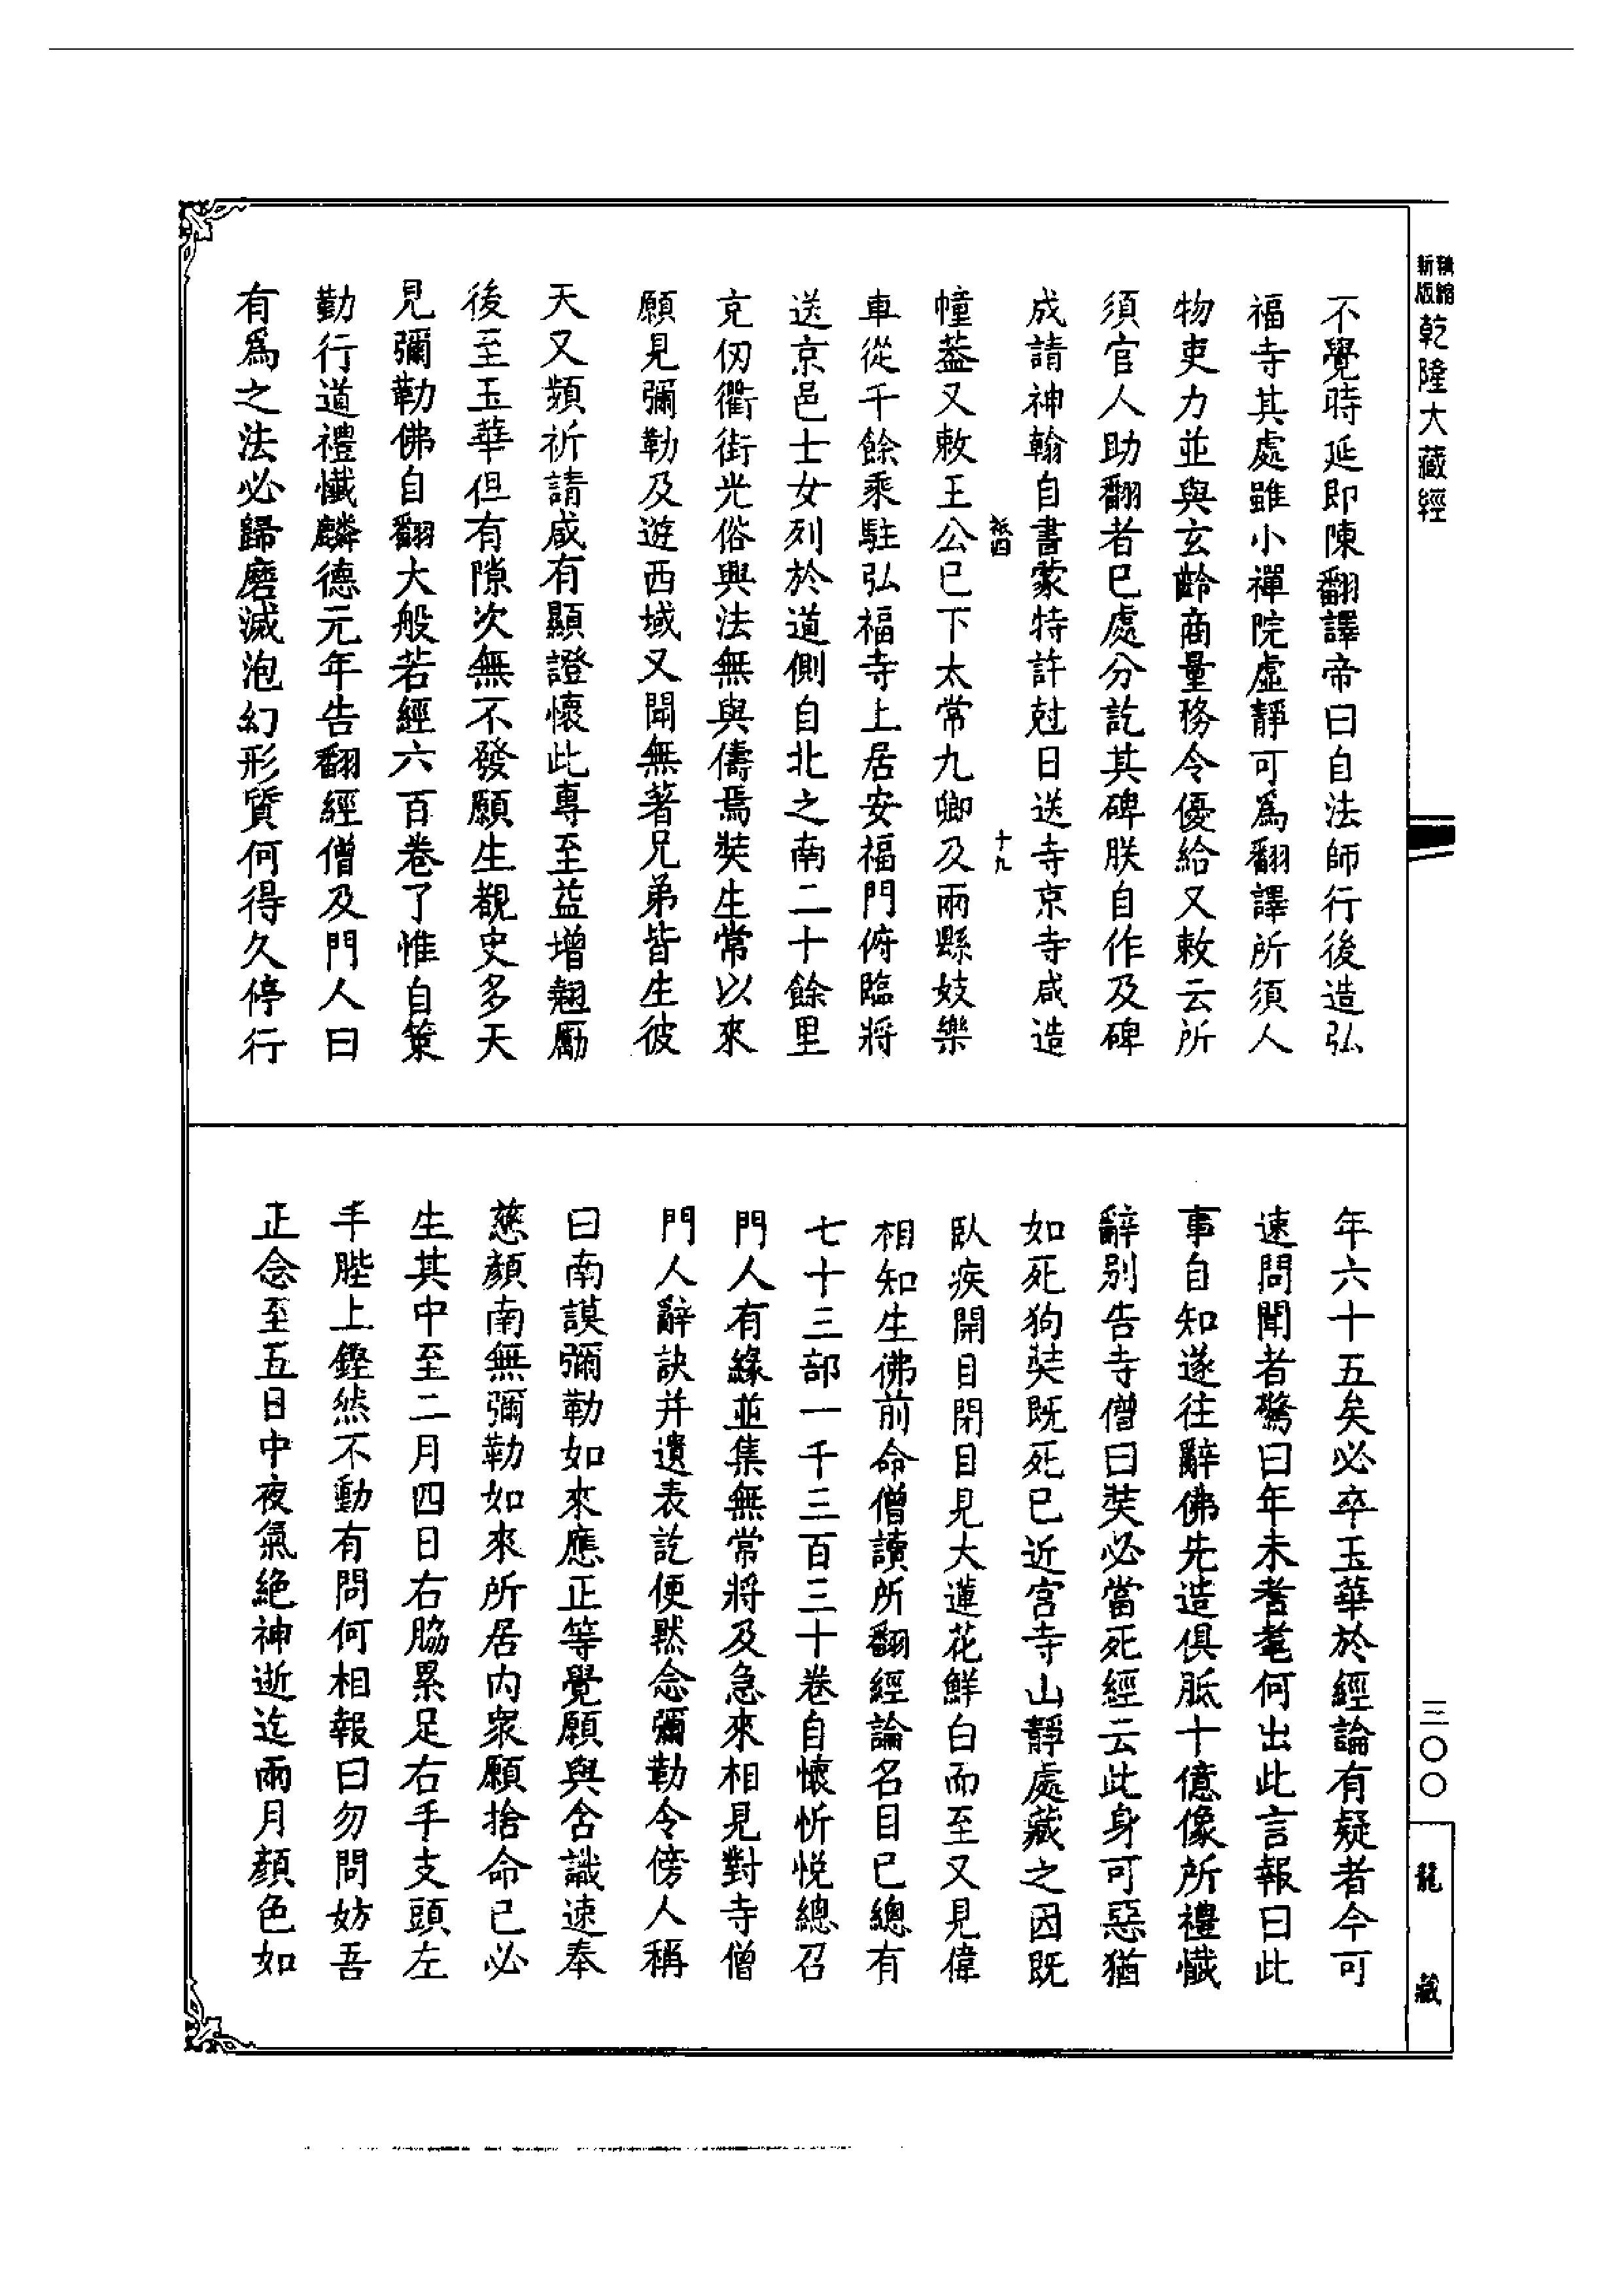 精縮新版乾隆大藏經
不覺時延即陳翻譯帝曰自法師行後造弘
福寺其處雖小禪院虛靜可爲翻譯所須人
物吏力並與玄齡商量務令優給又敕云所
須官人助翻者已處分訖其碑朕自作及碑
成請神翰自書蒙特許尅日送寺京寺咸造
祇四 十九
幢葢又敕王公已下太常九卿及兩縣妓樂
車從千餘乘駐弘福寺上居安福門俯臨將
送京邑士女列於道側自北之南二十餘里
充仞衢街光俗興法無與儔焉奘生常以來
願見彌勒及遊西域又聞無著兄弟皆生彼
天又頻祈請咸有顯證懷此專至益增翹勵
後至玉華但有隙次無不發願生覩史多天
見彌勒佛自翻大般若經六百卷了惟自策
勤行道禮懺麟德元年告翻經僧及門人曰
有爲之法必歸磨滅泡幻形質何得久停行
年六十五矣必卒玉華於經論有疑者今可
速問聞者驚曰年未耆耄何出此言報曰此
事自知遂往辭佛先造俱胝十億像所禮懺
辭別告寺僧曰奘必當死經云此身可惡猶
如死狗奘既死已近宮寺山靜處藏之因既
臥疾開目閉目見大蓮花鮮白而至又見偉
相知生佛前命僧讀所翻經論名目已總有
七十三部一千三百三十卷自懷忻悅總召
門人有緣並集無常將及急來相見對寺僧
門人辭訣并遺表訖便默念彌勒令傍人稱
曰南謨彌勒如來應正等覺願與含識速奉
慈顏南無彌勒如來所居內衆願捨命已必
生其中至二月四日右脇累足右手支頭左
手䏶上鏗然不動有問何相報曰勿問妨吾
正念至五日中夜氣絶神逝迄兩月顏色如
三〇〇
龍藏